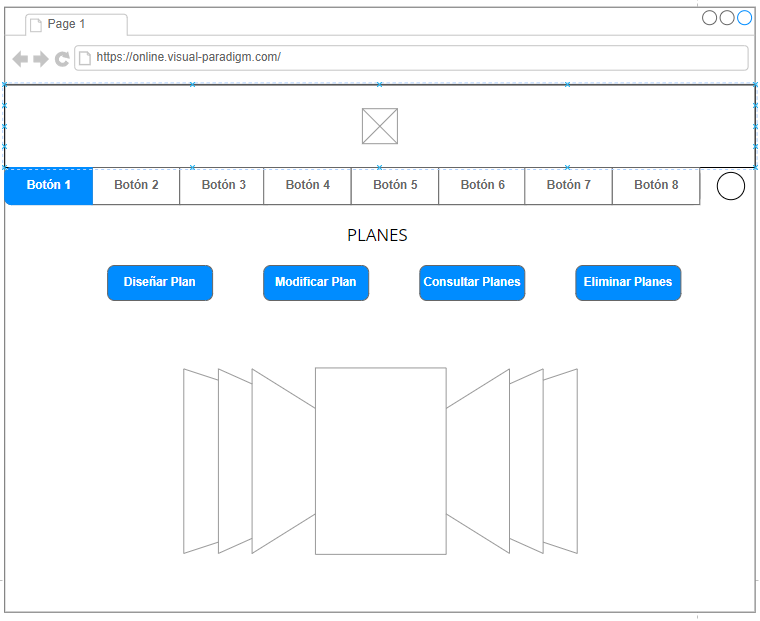 Page 1
https://online.visual-paradigm.com/
Botón 1 Botón 2 Botón 3 Botón 4 Botón 5 Botón 6 Botón 7 Botón 8
PLANES
Diseñar Plan Modificar Plan Consultar Planes Eliminar Planes